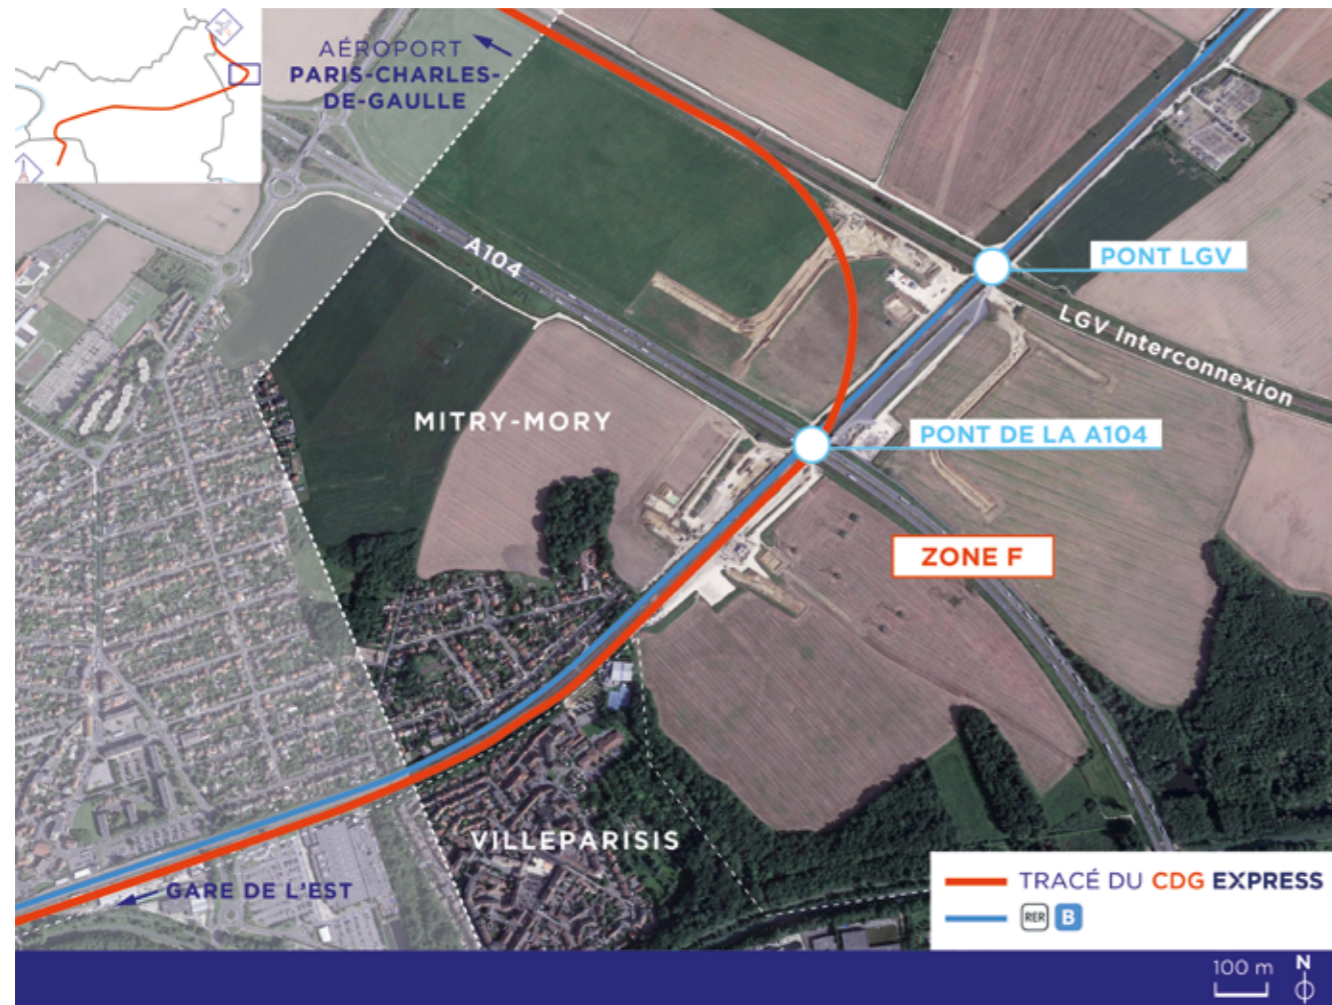 AÉROPORT
PARIS-CHARLES-
DE-GAULLE
A104
PONT LGV
LGV Interconnexion
MITRY-MORY
PONT DE LA A104
ZONE F
VILLEPARISIS
GARE DE L'EST
TRACÉ DU CDG EXPRESS
RER B
100 m
N